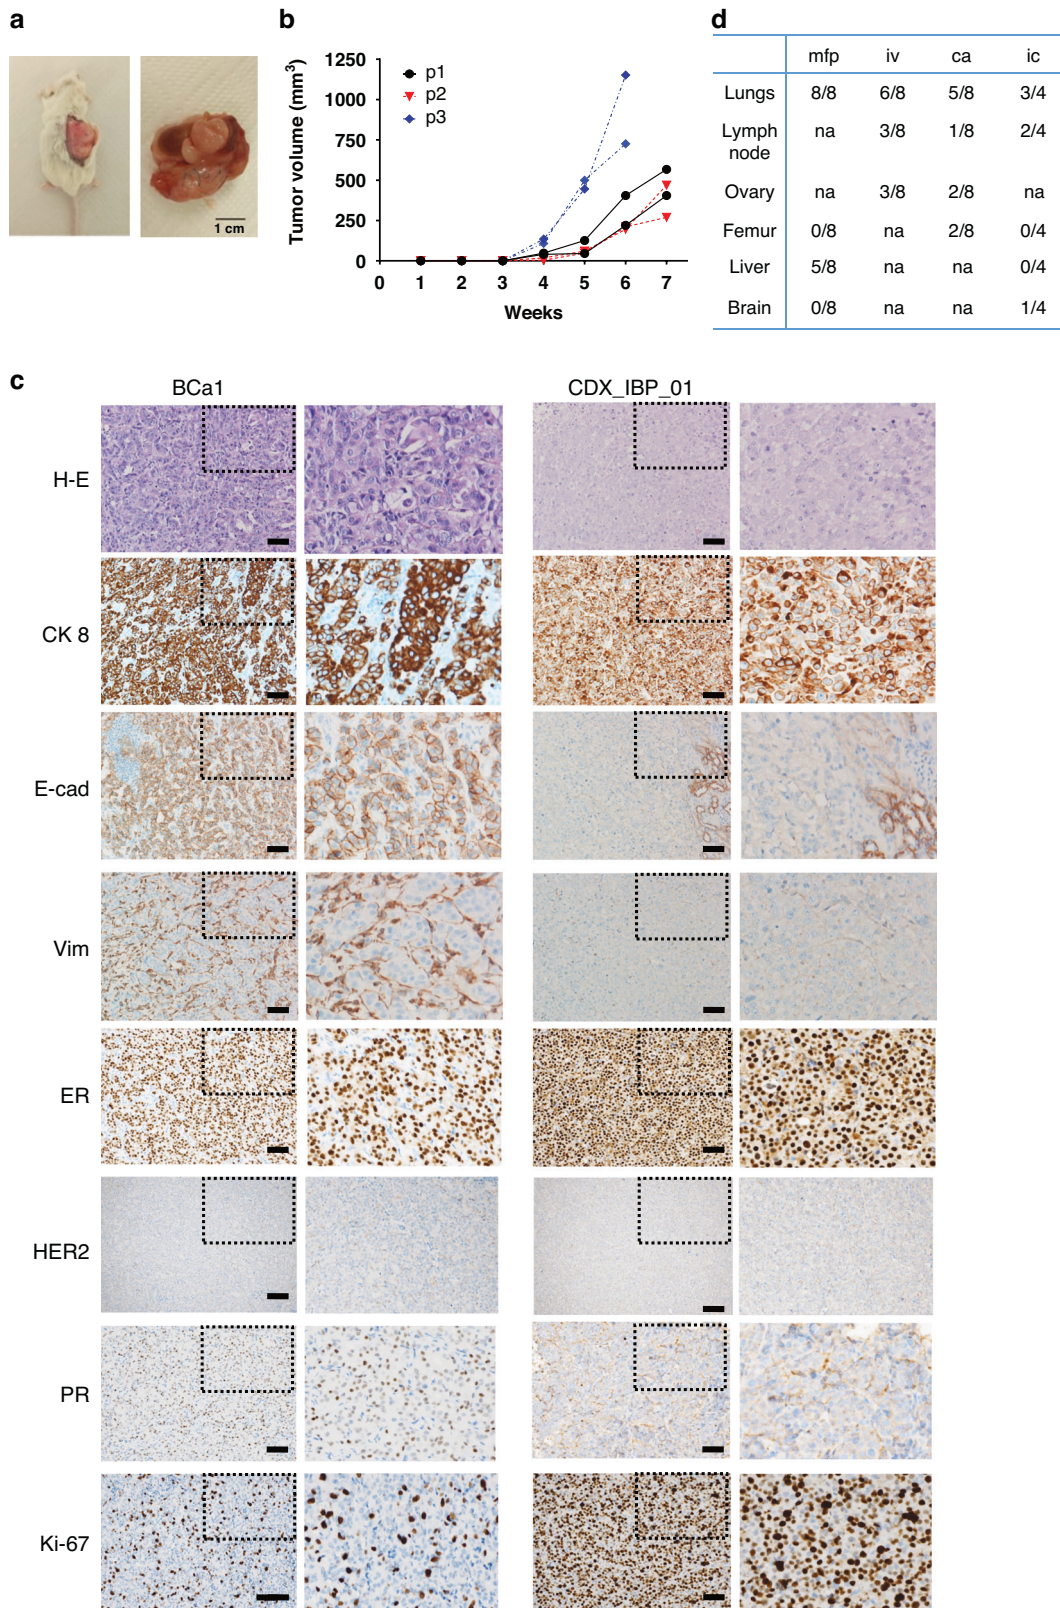 a
1 cm
b
Tumor volume (mm³)
1250
1000
750
500
250
0
p1
p2
p3
1 2 3 4 5 6 7
Weeks
d
mfp iv ca ic
Lungs 8/8 6/8 5/8 3/4
Lymph node na 3/8 1/8 2/4
Ovary na 3/8 2/8 na
Femur 0/8 na 2/8 0/4
Liver 5/8 na na 0/4
Brain 0/8 na na 1/4
c
BCa1 CDX_IBP_01
H-E
CK 8
E-cad
Vim
ER
HER2
PR
Ki-67